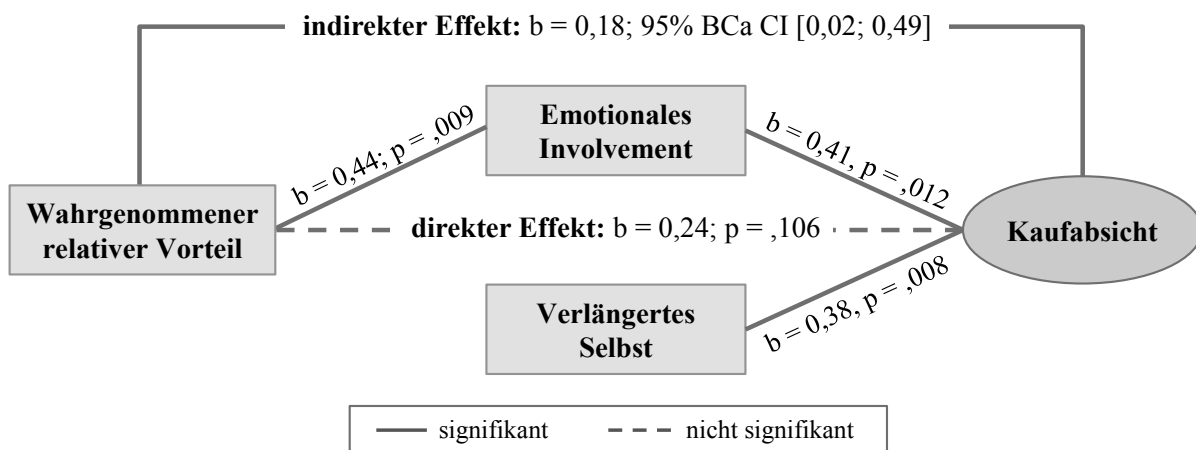 indirekter Effekt: b = 0,18; 95% BCa CI [0,02; 0,49]
Emotionales
Involvement
b = 0,44; p = ,009
b = 0,41, p = ,012
Wahrgenommener
relativer Vorteil
direkter Effekt: b = 0,24; p = ,106
Kaufabsicht
Verlängertes
Selbst
b = 0,38, p = ,008
signifikant
nicht signifikant